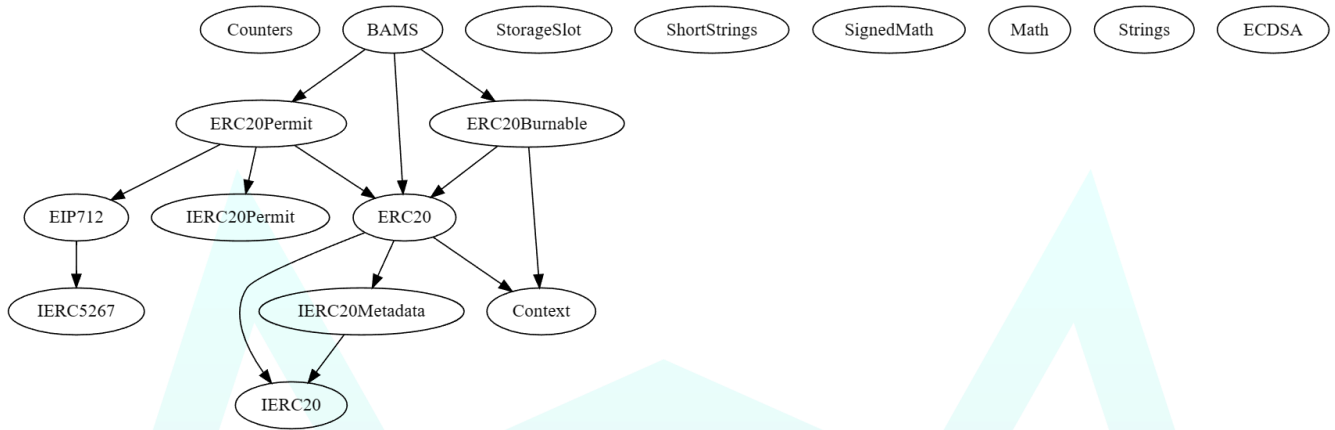 Counters BAMS StorageSlot ShortStrings SignedMath Math Strings ECDSA
ERC20Permit ERC20Burnable
EIP712 IERC20Permit ERC20
IERC5267 IERC20Metadata Context
IERC20